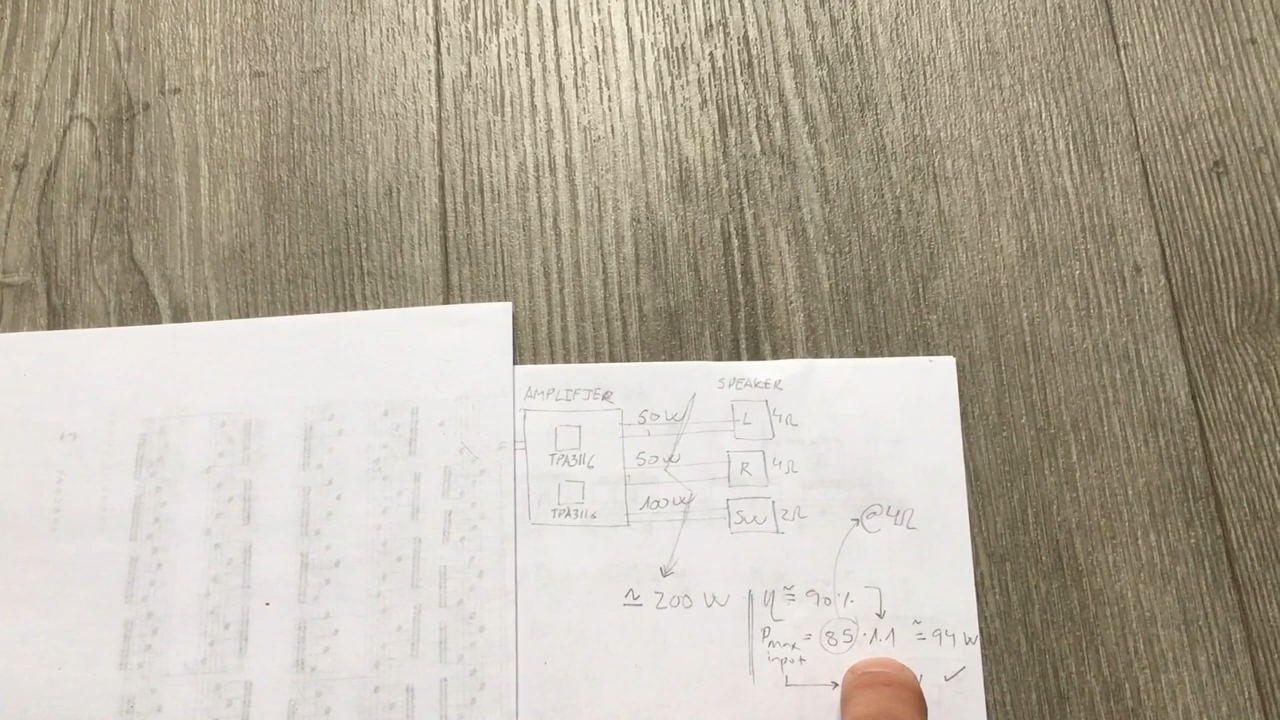 AMPLIFIER
SPEAKER
50W
L
4Ω
TPA3116
50W
R
4Ω
TPA3116
100W
SW
2Ω
@4Ω
≃ 200 W
η ≅ 90%
Pmax input = 85 · 1.1 ≅ 94 W